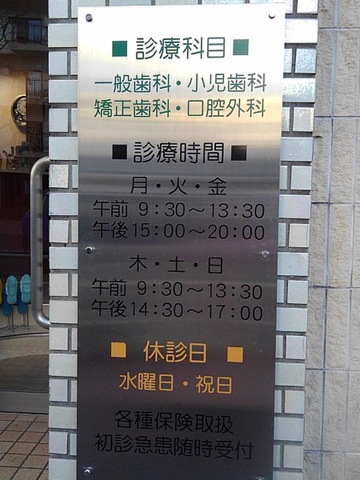 ■ 診療科目 ■
一般歯科・小児歯科
矯正歯科・口腔外科
■ 診療時間 ■
月・火・金
午前 9：30〜13：30
午後15：00〜20：00
木・土・日
午前 9：30〜13：30
午後14：30〜17：00
■ 休診日 ■
水曜日・祝日
各種保険取扱
初診急患随時受付